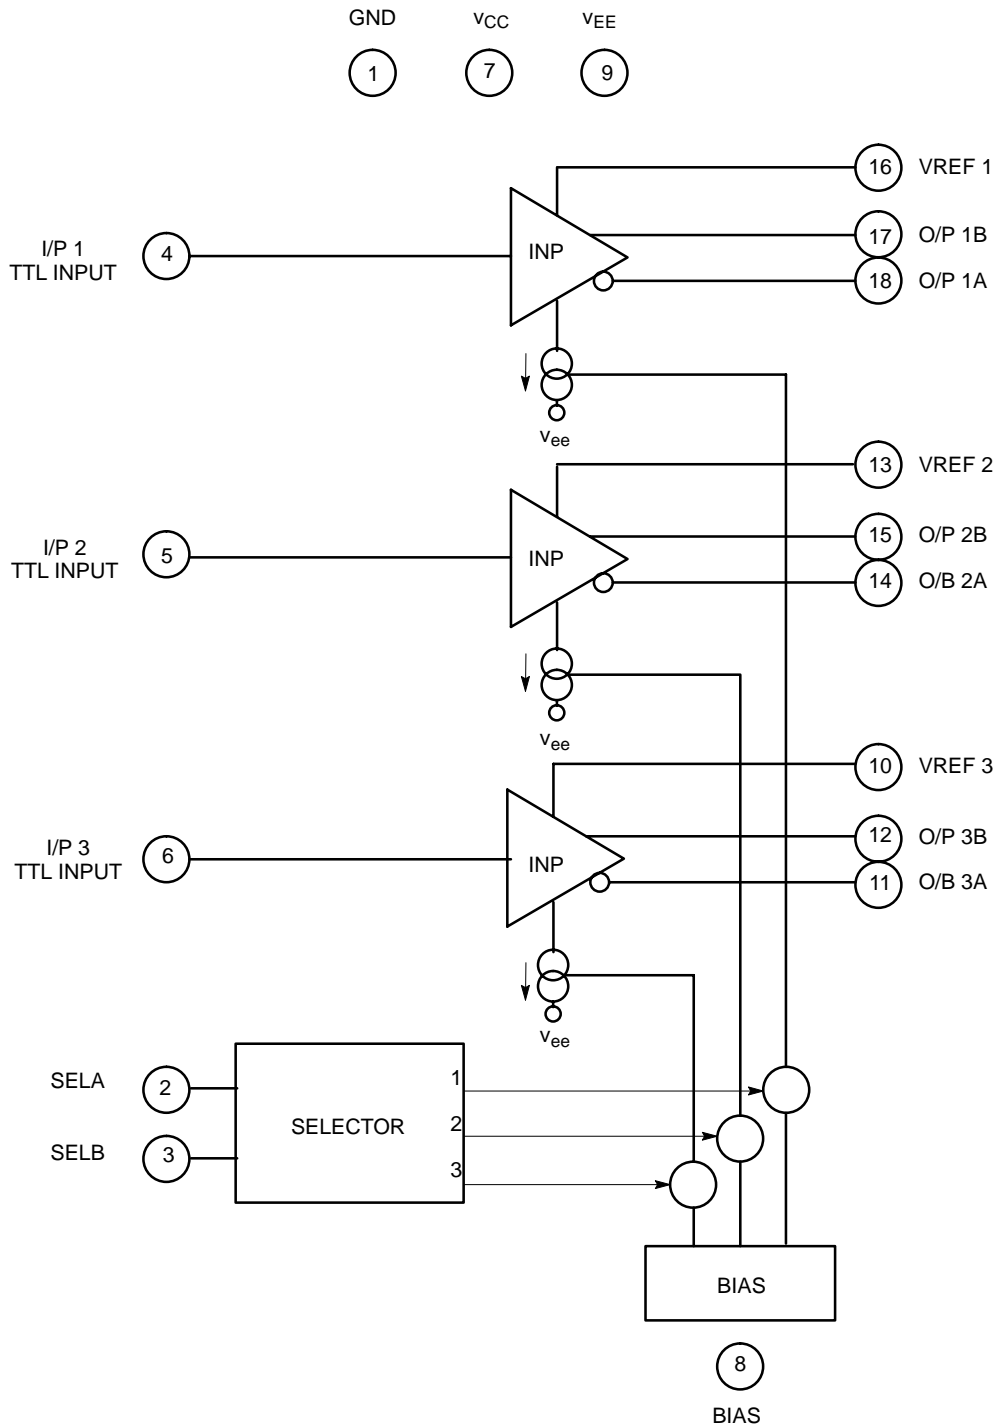 GND vCC vEE
1 7 9
16 VREF 1
I/P 1
TTL INPUT
4
INP
17 O/P 1B
18 O/P 1A
vee
13 VREF 2
I/P 2
TTL INPUT
5
INP
15 O/P 2B
14 O/B 2A
vee
10 VREF 3
I/P 3
TTL INPUT
6
INP
12 O/P 3B
11 O/B 3A
vee
SELA 2
SELB 3
SELECTOR
1
2
3
BIAS
8
BIAS